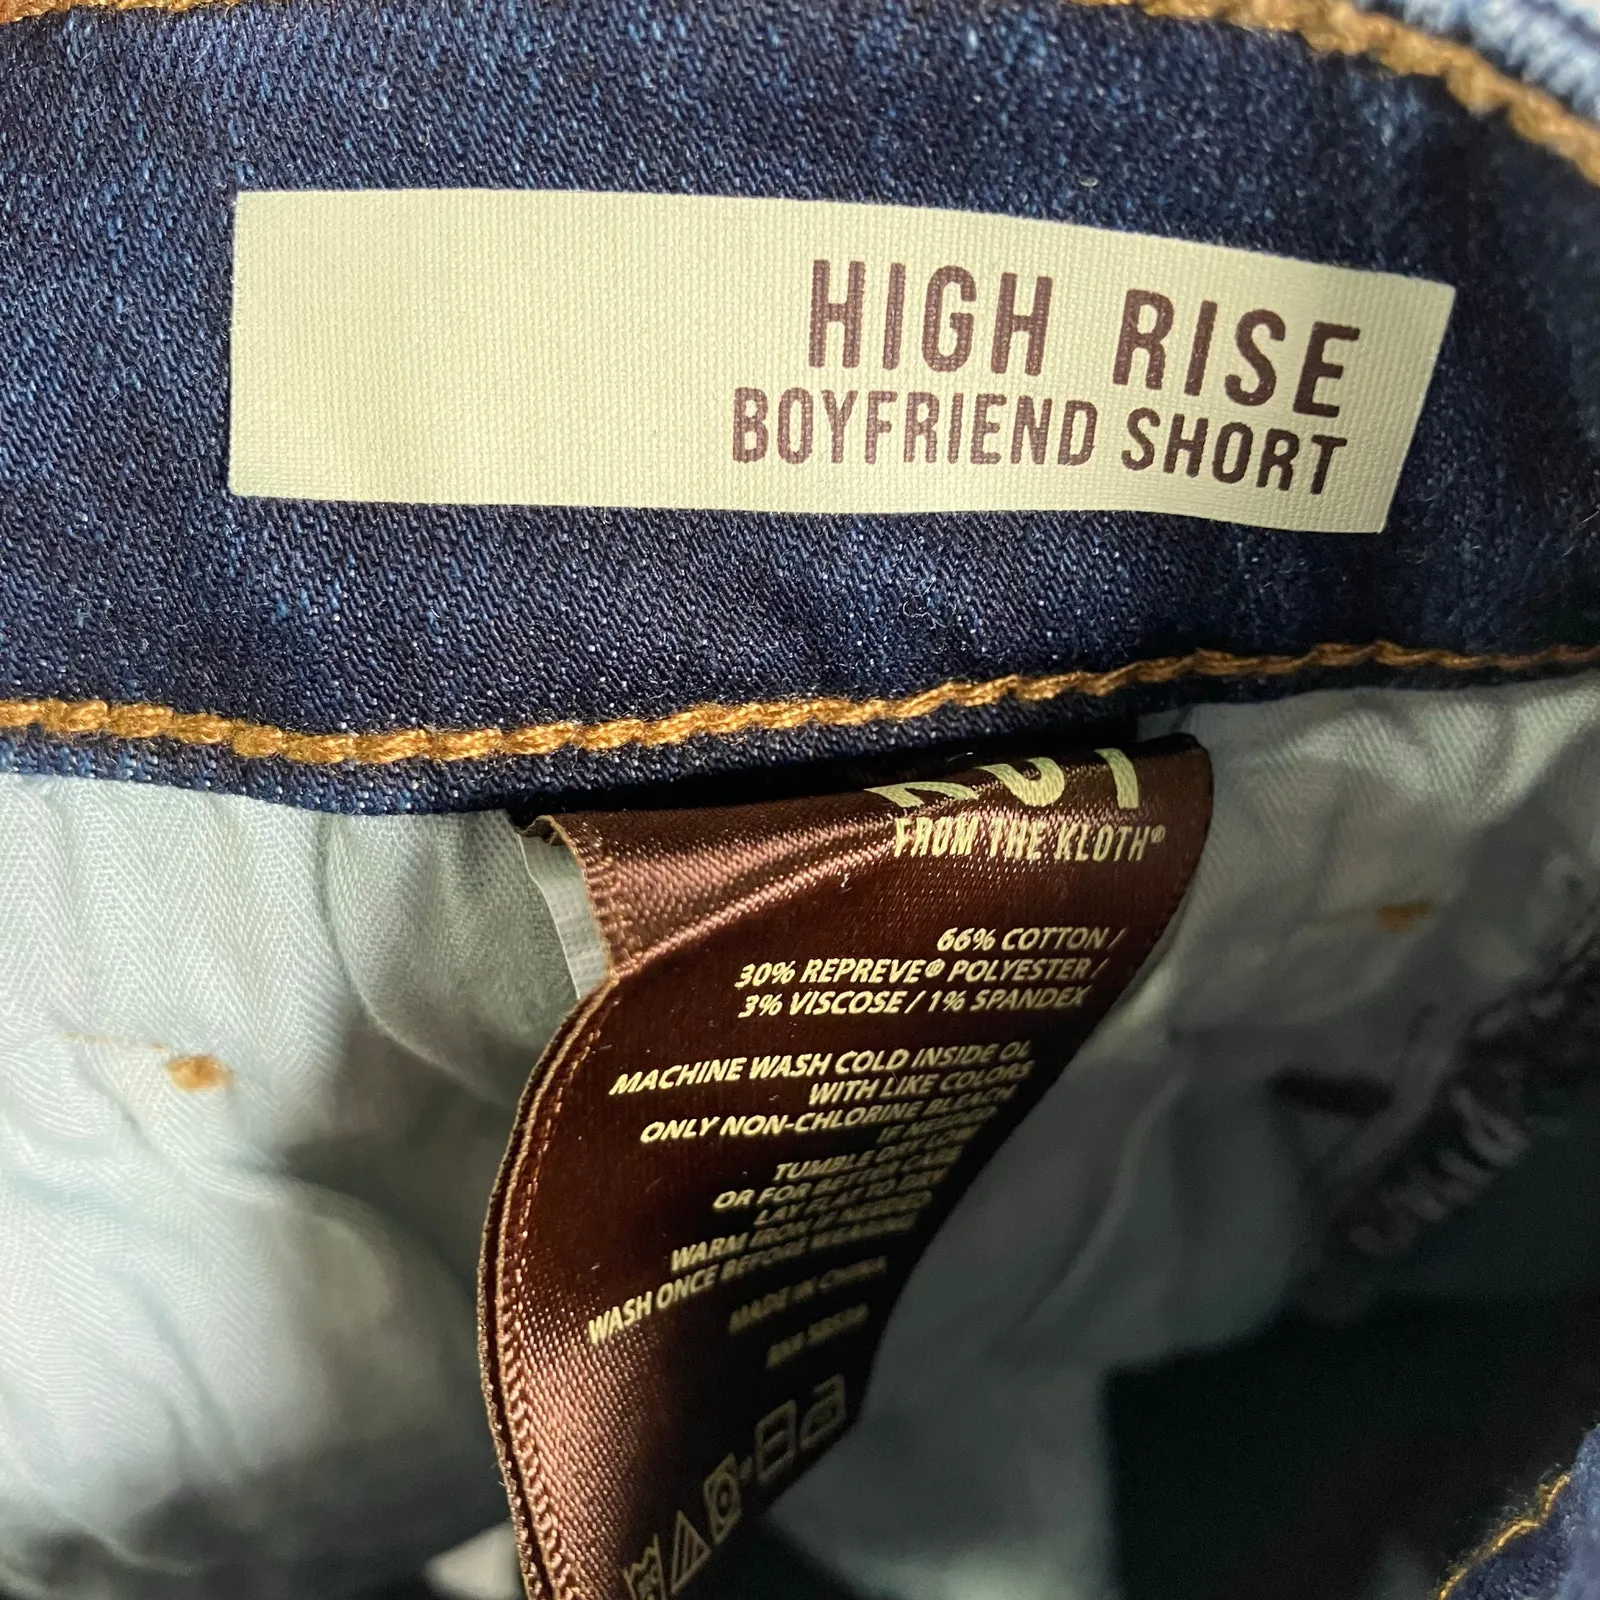 HIGH RISE
BOYFRIEND SHORT
KUT
FROM THE KLOTH®
66% COTTON /
30% REPREVE® POLYESTER /
3% VISCOSE / 1% SPANDEX
MACHINE WASH COLD INSIDE OU
WITH LIKE COLORS
ONLY NON-CHLORINE BLEACH
IF NEEDED
TUMBLE DRY LOW
OR FOR BETTER CARE
LAY FLAT TO DRY
WARM IRON IF NEEDED
WASH ONCE BEFORE WEARING
MADE IN CHINA